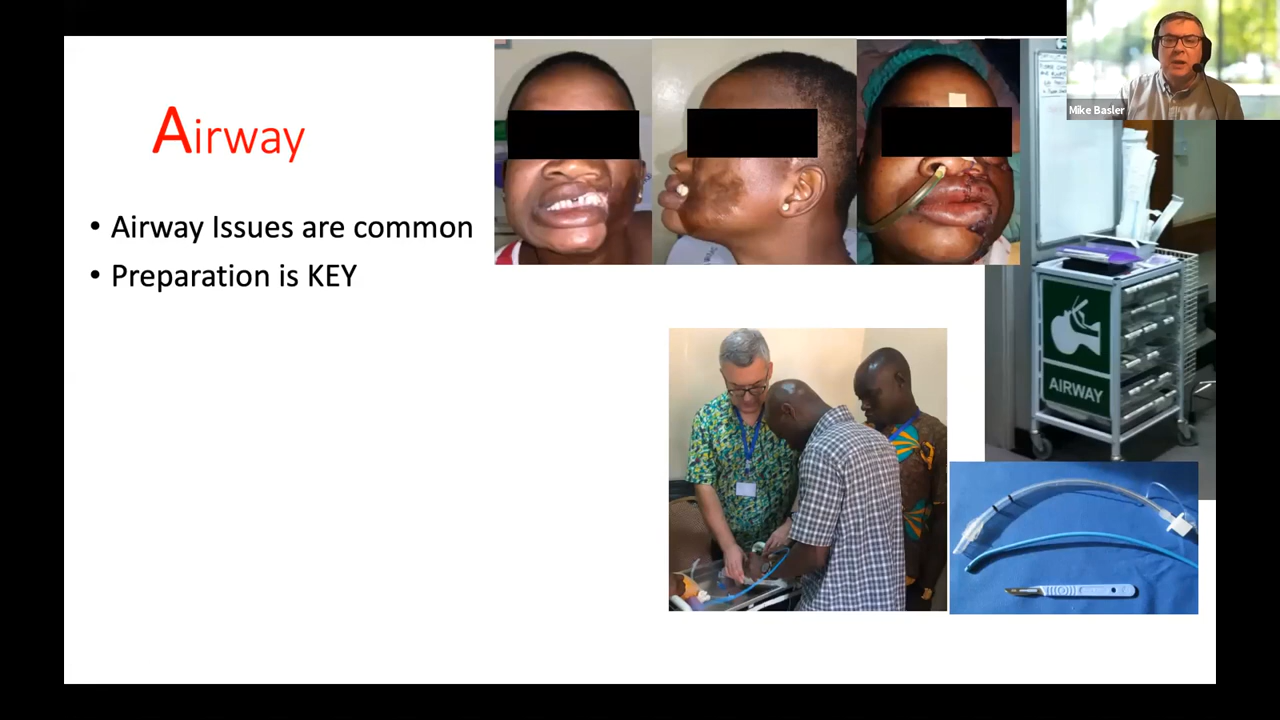 Mike Basler
Airway
• Airway Issues are common
• Preparation is KEY
AIRWAY